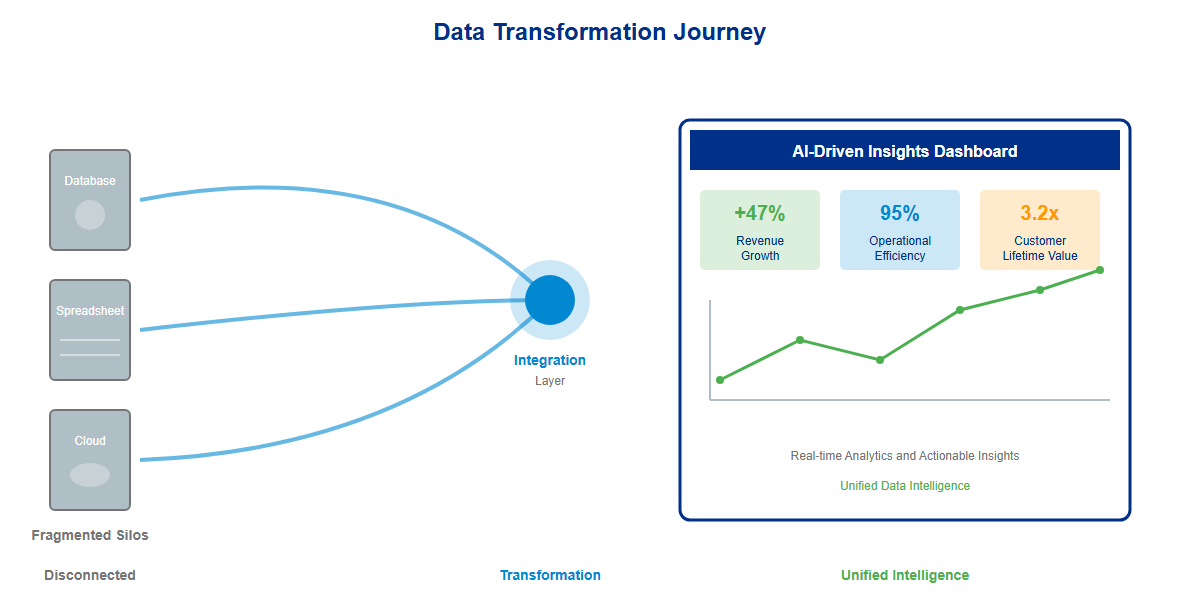 Data Transformation Journey
Database
Spreadsheet
Cloud
Fragmented Silos
Disconnected
Integration
Layer
Transformation
AI-Driven Insights Dashboard
+47%
Revenue
Growth
95%
Operational
Efficiency
3.2x
Customer
Lifetime Value
Real-time Analytics and Actionable Insights
Unified Data Intelligence
Unified Intelligence